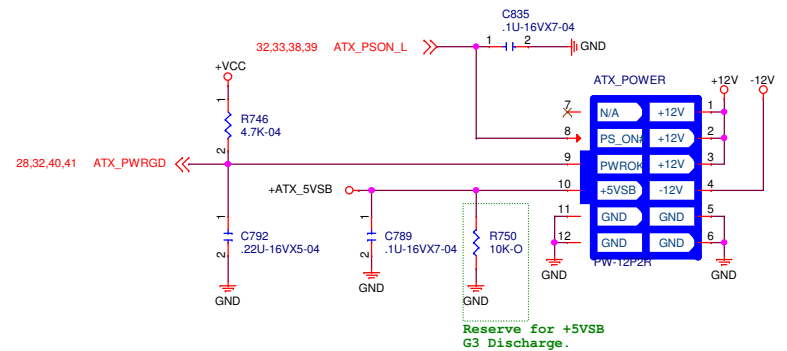 C835
.1U-16VX7-04
32,33,38,39 ATX_PSON_L
1 2
GND
+VCC
ATX_POWER
+12V -12V
1
R746
4.7K-04
2
7 N/A +12V 1
8 PS_ON# +12V 2
28,32,40,41 ATX_PWRGD
9 PWROK +12V 3
+ATX_5VSB
10 +5VSB -12V 4
11 GND GND 5
12 GND GND 6
PW-12P2R
1
C792
.22U-16VX5-04
2
GND
1
C789
.1U-16VX7-04
2
GND
R750
10K-O
GND
GND
GND
Reserve for +5VSB
G3 Discharge.